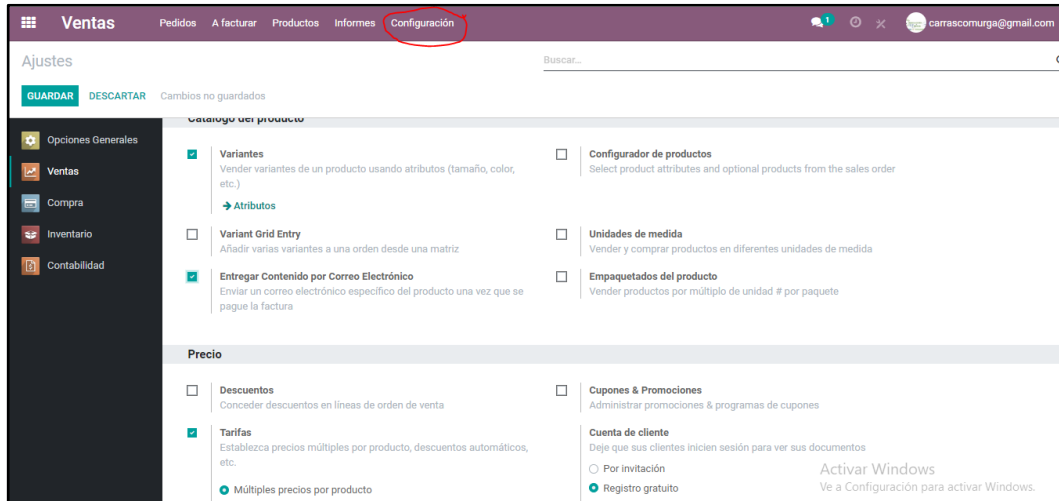 Ventas
Pedidos A facturar Productos Informes Configuración
1
carrascomurga@gmail.com
Ajustes
Buscar...
GUARDAR DESCARTAR Cambios no guardados
Catálogo del producto
Opciones Generales
Ventas
Compra
Inventario
Contabilidad
Variantes
Vender variantes de un producto usando atributos (tamaño, color,
etc.)
Atributos
Configurador de productos
Select product attributes and optional products from the sales order
Variant Grid Entry
Añadir varias variantes a una orden desde una matriz
Unidades de medida
Vender y comprar productos en diferentes unidades de medida
Entregar Contenido por Correo Electrónico
Enviar un correo electrónico específico del producto una vez que se
pague la factura
Empaquetados del producto
Vender productos por múltiplo de unidad # por paquete
Precio
Descuentos
Conceder descuentos en líneas de orden de venta
Cupones & Promociones
Administrar promociones & programas de cupones
Tarifas
Establezca precios múltiples por producto, descuentos automáticos,
etc.
Múltiples precios por producto
Cuenta de cliente
Deje que sus clientes inicien sesión para ver sus documentos
Por invitación
Registro gratuito
Activar Windows
Ve a Configuración para activar Windows.